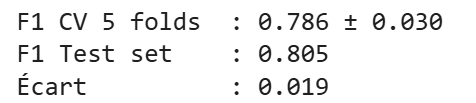 F1 CV 5 folds  : 0.786 ± 0.030
F1 Test set    : 0.805
Écart          : 0.019